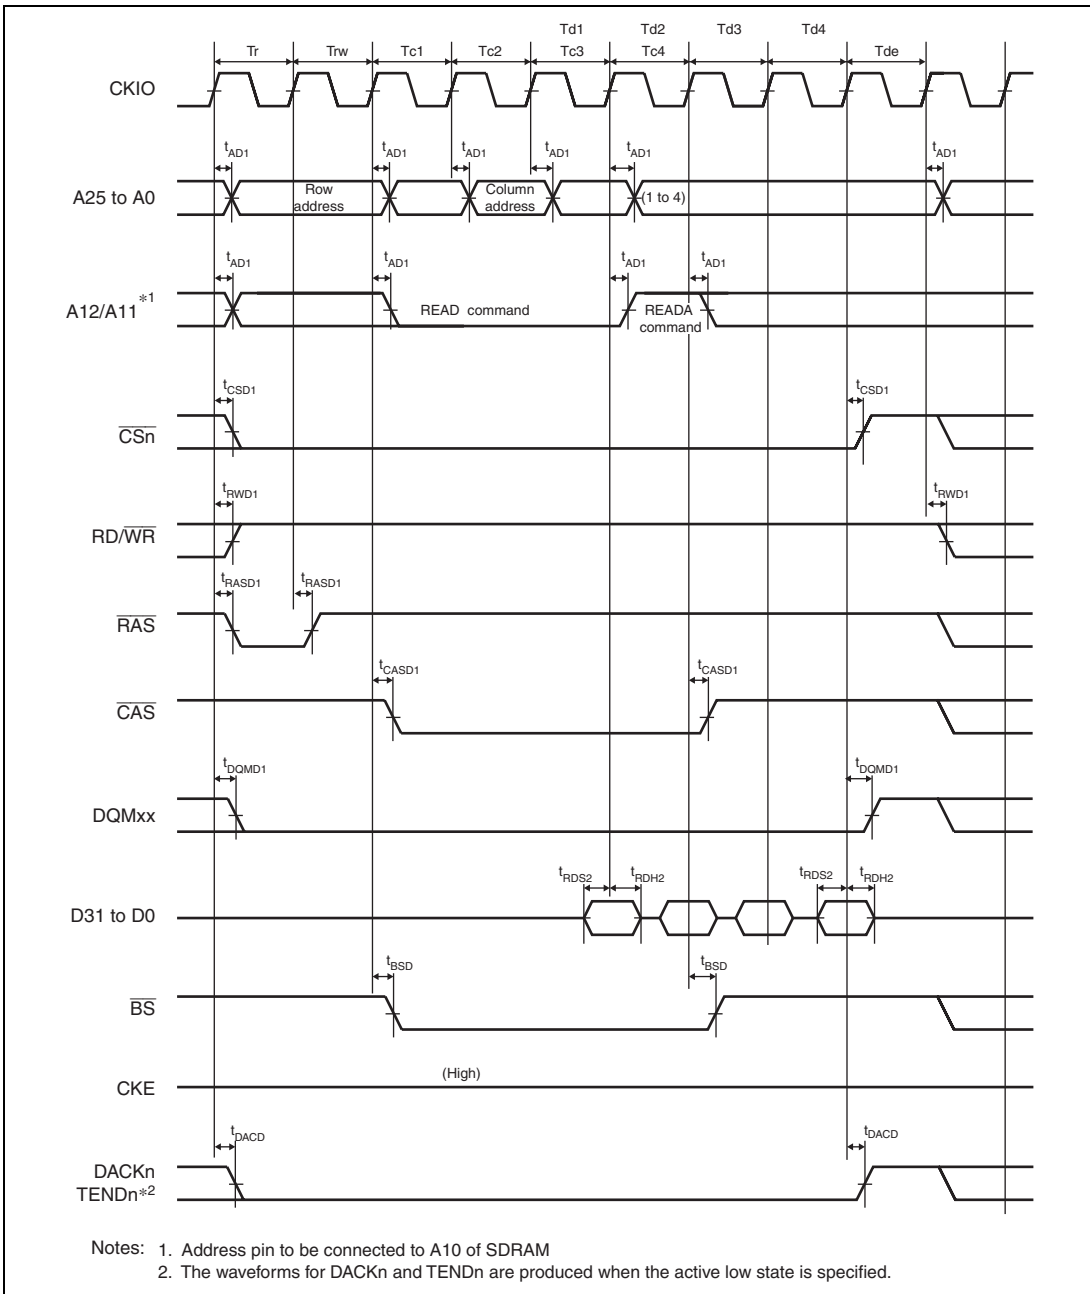 Td1 Td2 Td3 Td4
Tr Trw Tc1 Tc2 Tc3 Tc4 Tde
CKIO
tAD1 tAD1 tAD1 tAD1 tAD1 tAD1
A25 to A0
Row address
Column address
(1 to 4)
tAD1 tAD1 tAD1 tAD1
A12/A11 *1
READ command
READA command
tCSD1 tCSD1
CSn
tRWD1 tRWD1
RD/WR
tRASD1 tRASD1
RAS
tCASD1 tCASD1
CAS
tDQMD1 tDQMD1
DQMxx
tRDS2 tRDH2 tRDS2 tRDH2
D31 to D0
tBSD tBSD
BS
(High)
CKE
tDACD tDACD
DACKn
TENDn*2
Notes: 1. Address pin to be connected to A10 of SDRAM
2. The waveforms for DACKn and TENDn are produced when the active low state is specified.